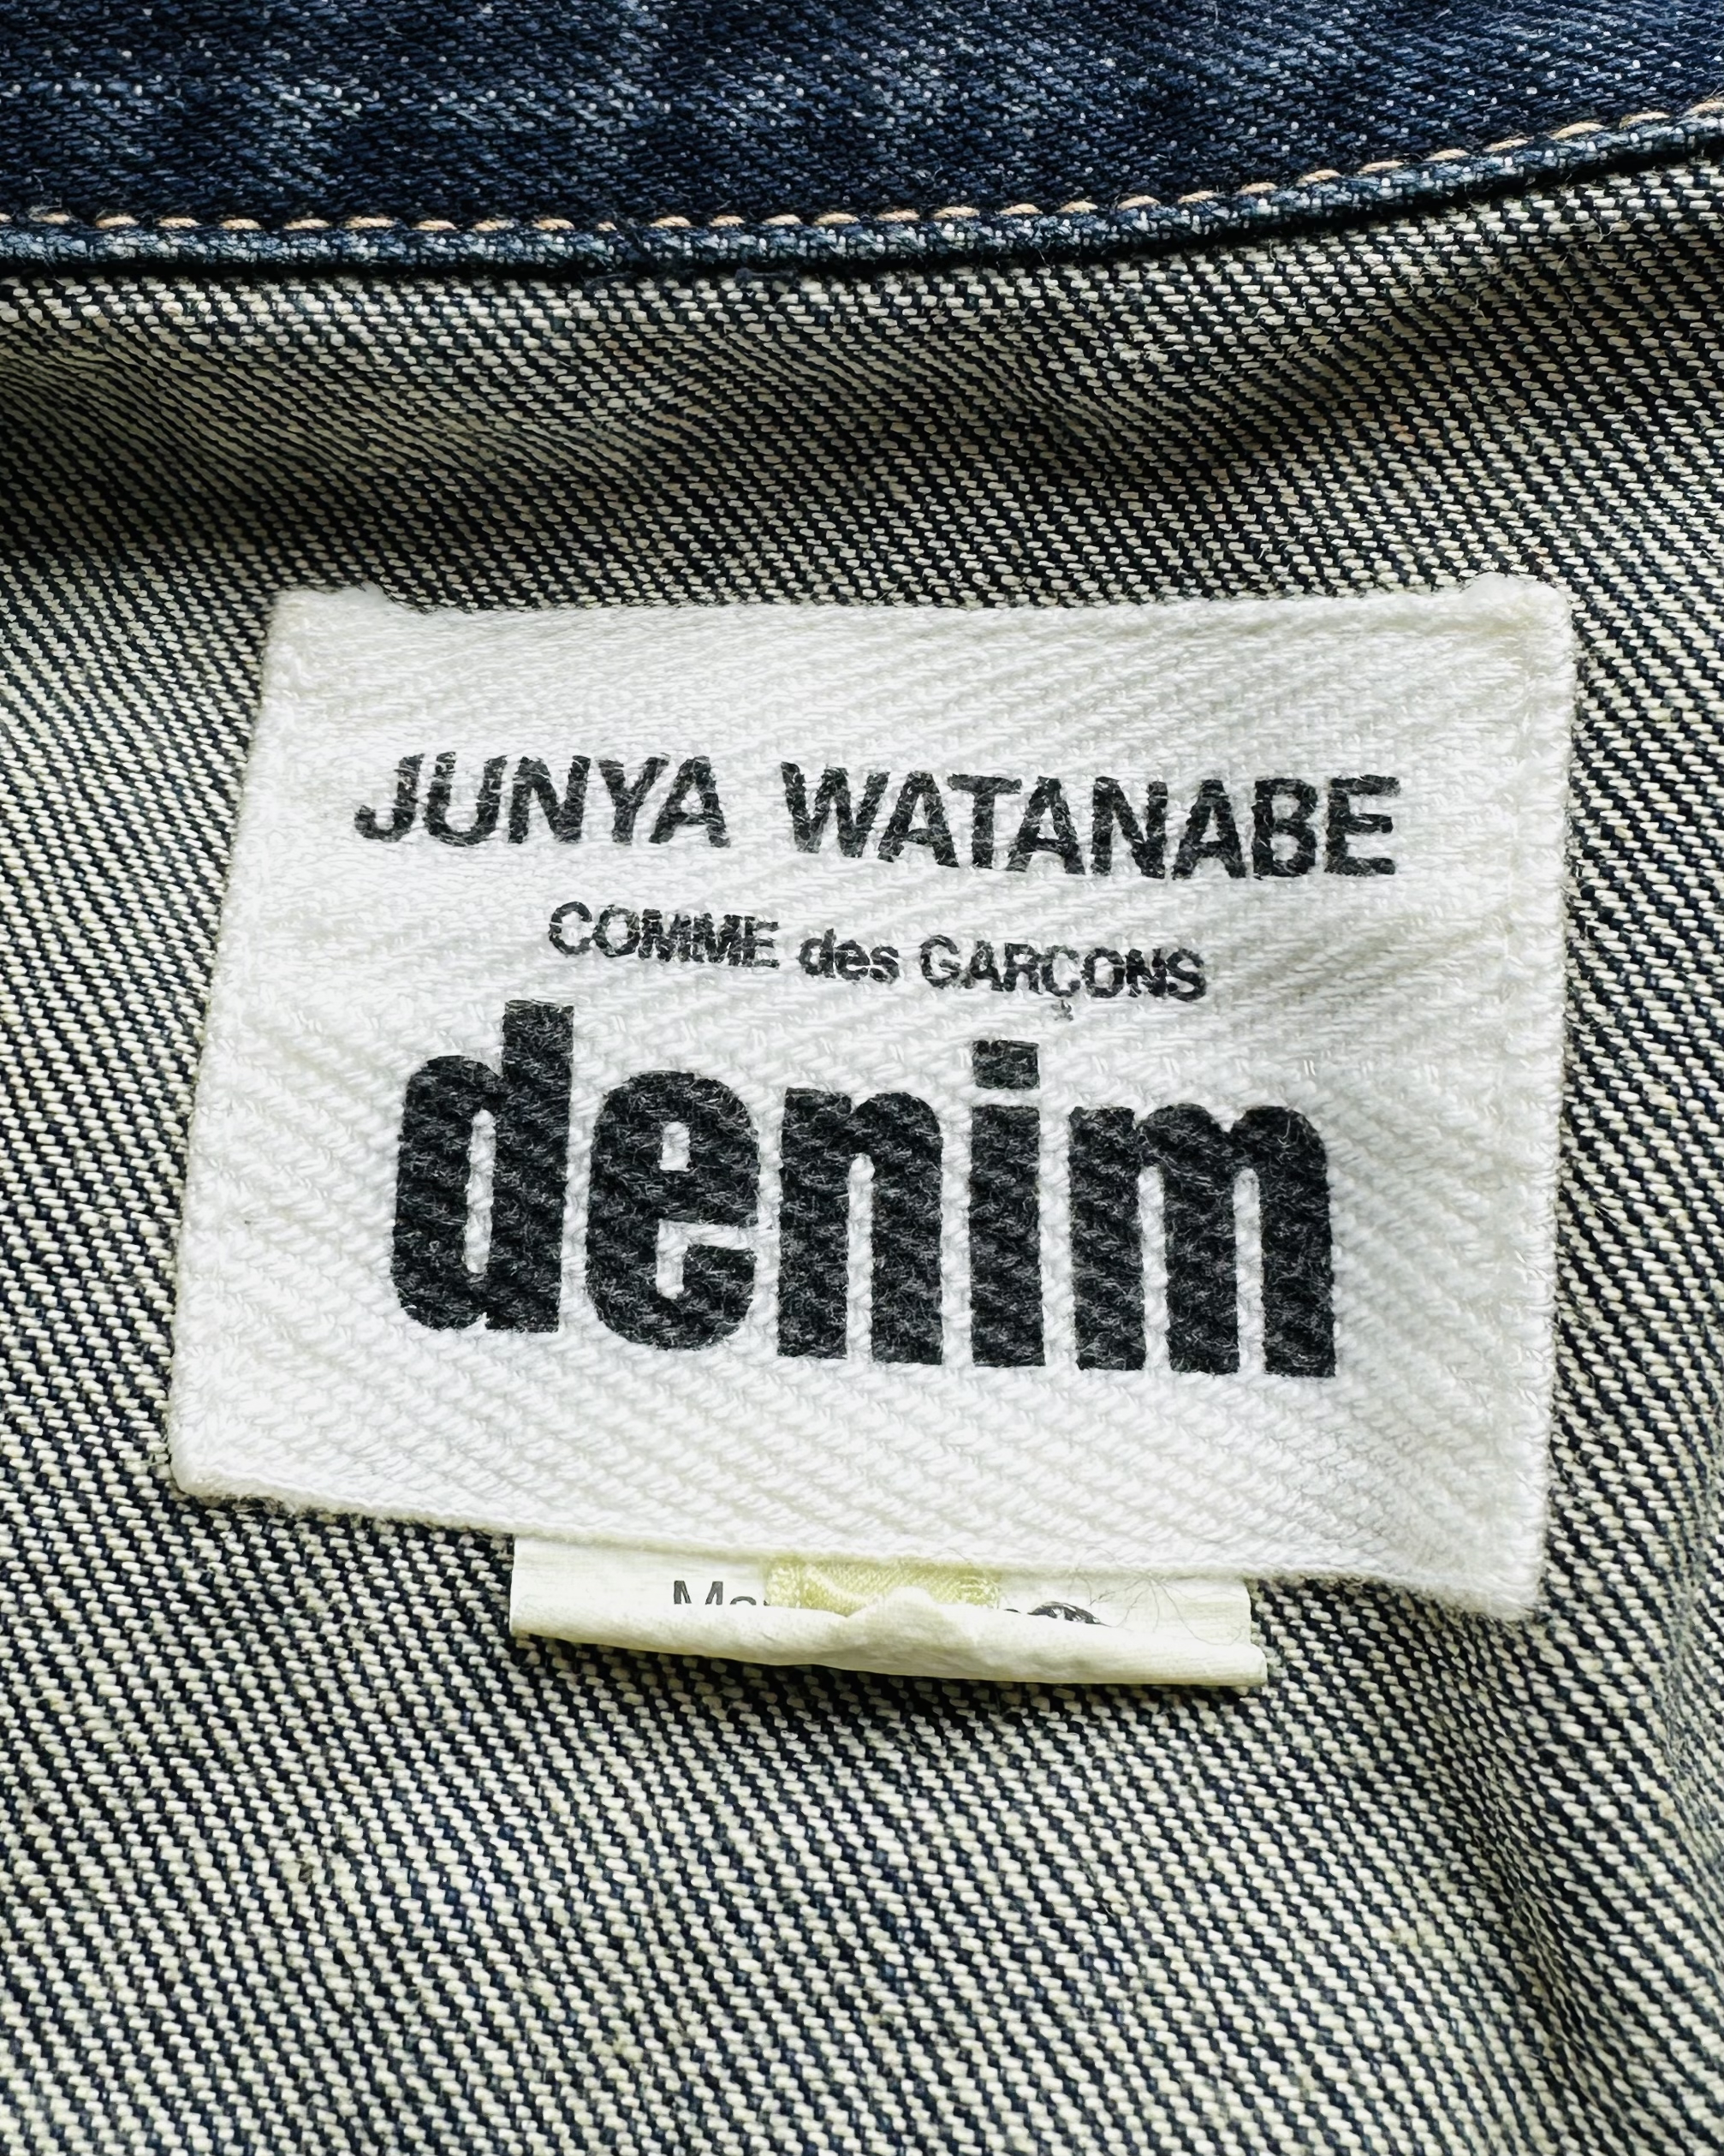 JUNYA WATANABE
COMME des GARÇONS
denim